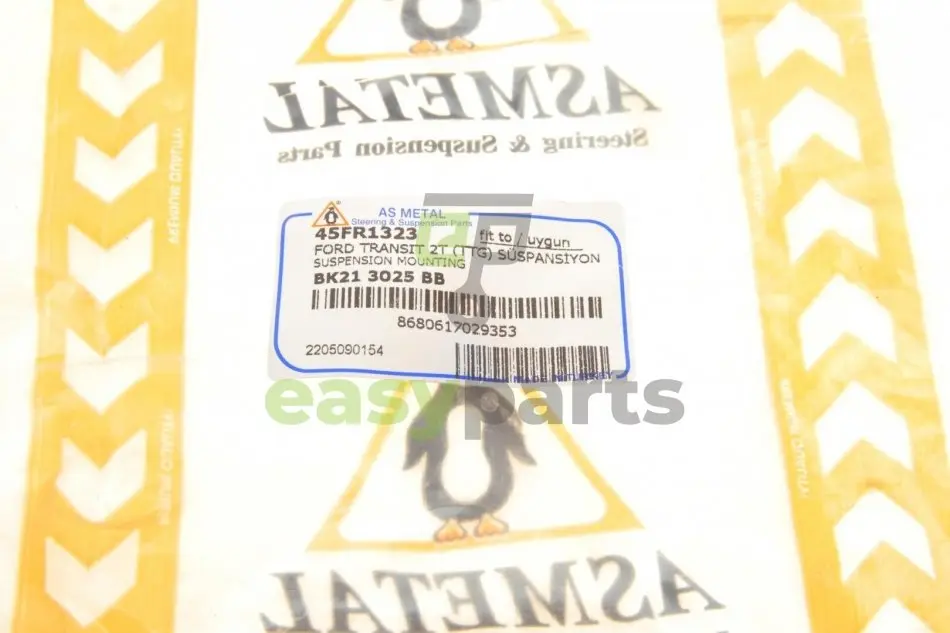 ASMETAL
Steering & Suspension Parts
AS METAL
Steering & Suspension Parts
45FR1323 fit to / uygun
FORD TRANSIT 2T (TTG) SÜSPANSİYON
SUSPENSION MOUNTING
BK21 3025 BB
8680617029353
2205090154
easyparts
ASMETAL